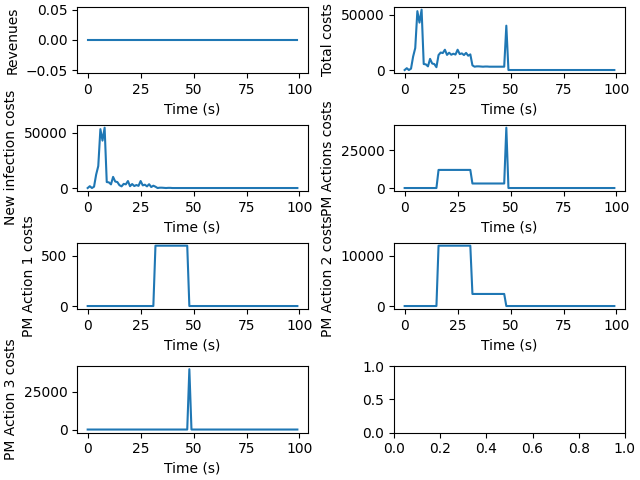 Revenues
0.05
0.00
−0.05
0 25 50 75 100
Time (s)
Total costs
50000
0
0 25 50 75 100
Time (s)
New infection costs
50000
0
0 25 50 75 100
Time (s)
PM Actions costs
25000
0
0 25 50 75 100
Time (s)
PM Action 1 costs
500
0
0 25 50 75 100
Time (s)
PM Action 2 costs
10000
0
0 25 50 75 100
Time (s)
PM Action 3 costs
25000
0
0 25 50 75 100
Time (s)
1.0
0.5
0.0
0.0 0.2 0.4 0.6 0.8 1.0